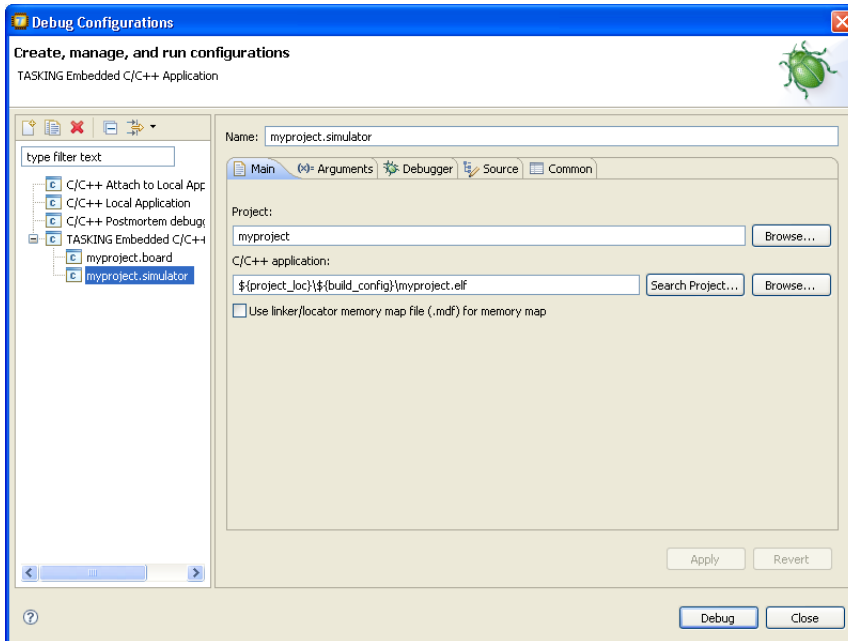 Debug Configurations
Create, manage, and run configurations
TASKING Embedded C/C++ Application
type filter text
C/C++ Attach to Local App
C/C++ Local Application
C/C++ Postmortem debugg
TASKING Embedded C/C++
myproject.board
myproject.simulator
Name: myproject.simulator
Main (x)= Arguments Debugger Source Common
Project:
myproject Browse...
C/C++ application:
${project_loc}\${build_config}\myproject.elf Search Project... Browse...
Use linker/locator memory map file (.mdf) for memory map
Apply Revert
Debug Close